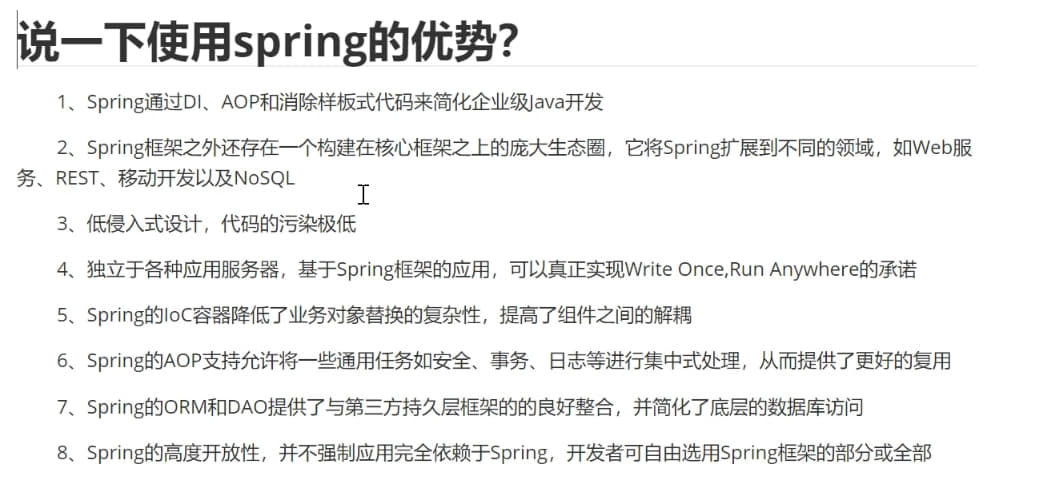 说一下使用spring的优势?
1、Spring通过DI、AOP和消除样板式代码来简化企业级Java开发
2、Spring框架之外还存在一个构建在核心框架之上的庞大生态圈，它将Spring扩展到不同的领域，如Web服
务、REST、移动开发以及NoSQL
3、低侵入式设计，代码的污染极低
4、独立于各种应用服务器，基于Spring框架的应用，可以真正实现Write Once,Run Anywhere的承诺
5、Spring的IoC容器降低了业务对象替换的复杂性，提高了组件之间的解耦
6、Spring的AOP支持允许将一些通用任务如安全、事务、日志等进行集中式处理，从而提供了更好的复用
7、Spring的ORM和DAO提供了与第三方持久层框架的的良好整合，并简化了底层的数据库访问
8、Spring的高度开放性，并不强制应用完全依赖于Spring，开发者可自由选用Spring框架的部分或全部